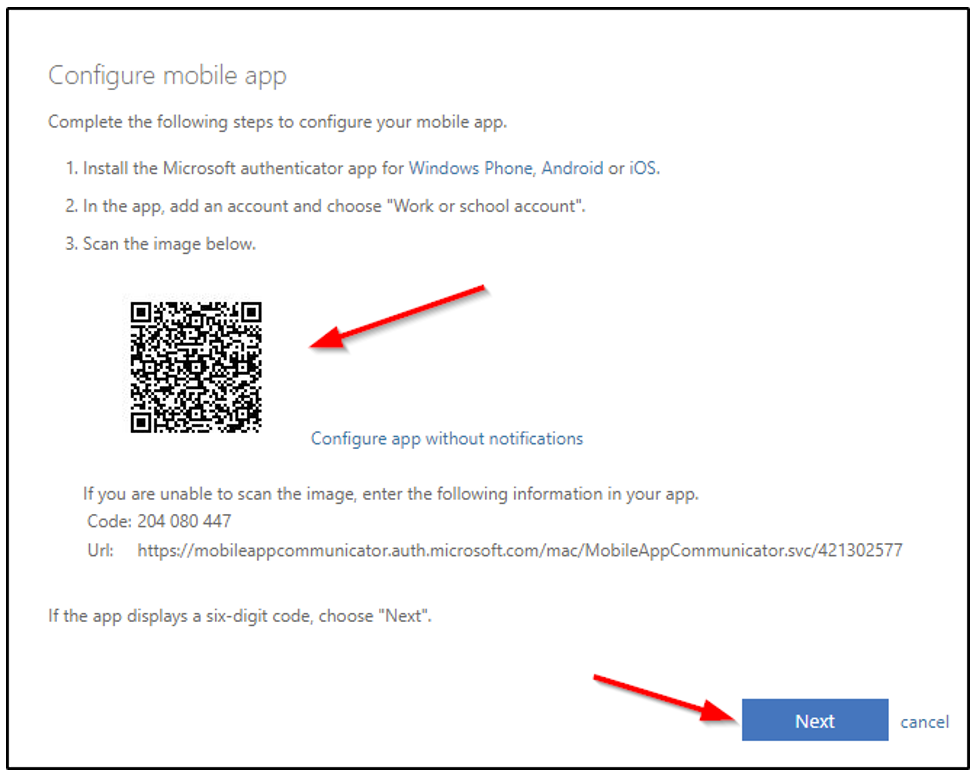 Configure mobile app
Complete the following steps to configure your mobile app.
1. Install the Microsoft authenticator app for Windows Phone, Android or iOS.
2. In the app, add an account and choose "Work or school account".
3. Scan the image below.
Configure app without notifications
If you are unable to scan the image, enter the following information in your app.
Code: 204 080 447
Url: https://mobileappcommunicator.auth.microsoft.com/mac/MobileAppCommunicator.svc/421302577
If the app displays a six-digit code, choose "Next".
Next cancel